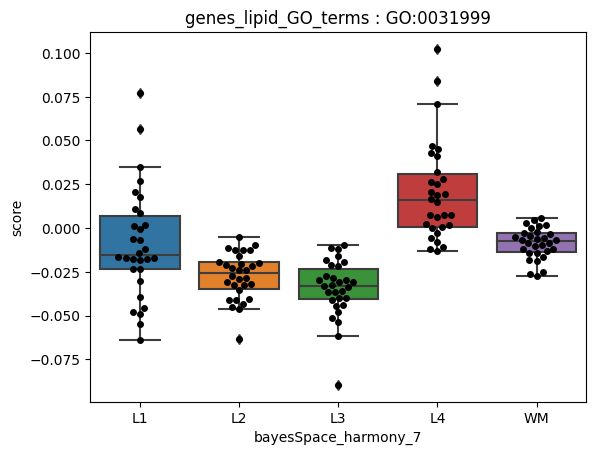 genes_lipid_GO_terms : GO:0031999
score
0.100
0.075
0.050
0.025
0.000
−0.025
−0.050
−0.075
L1 L2 L3 L4 WM
bayesSpace_harmony_7